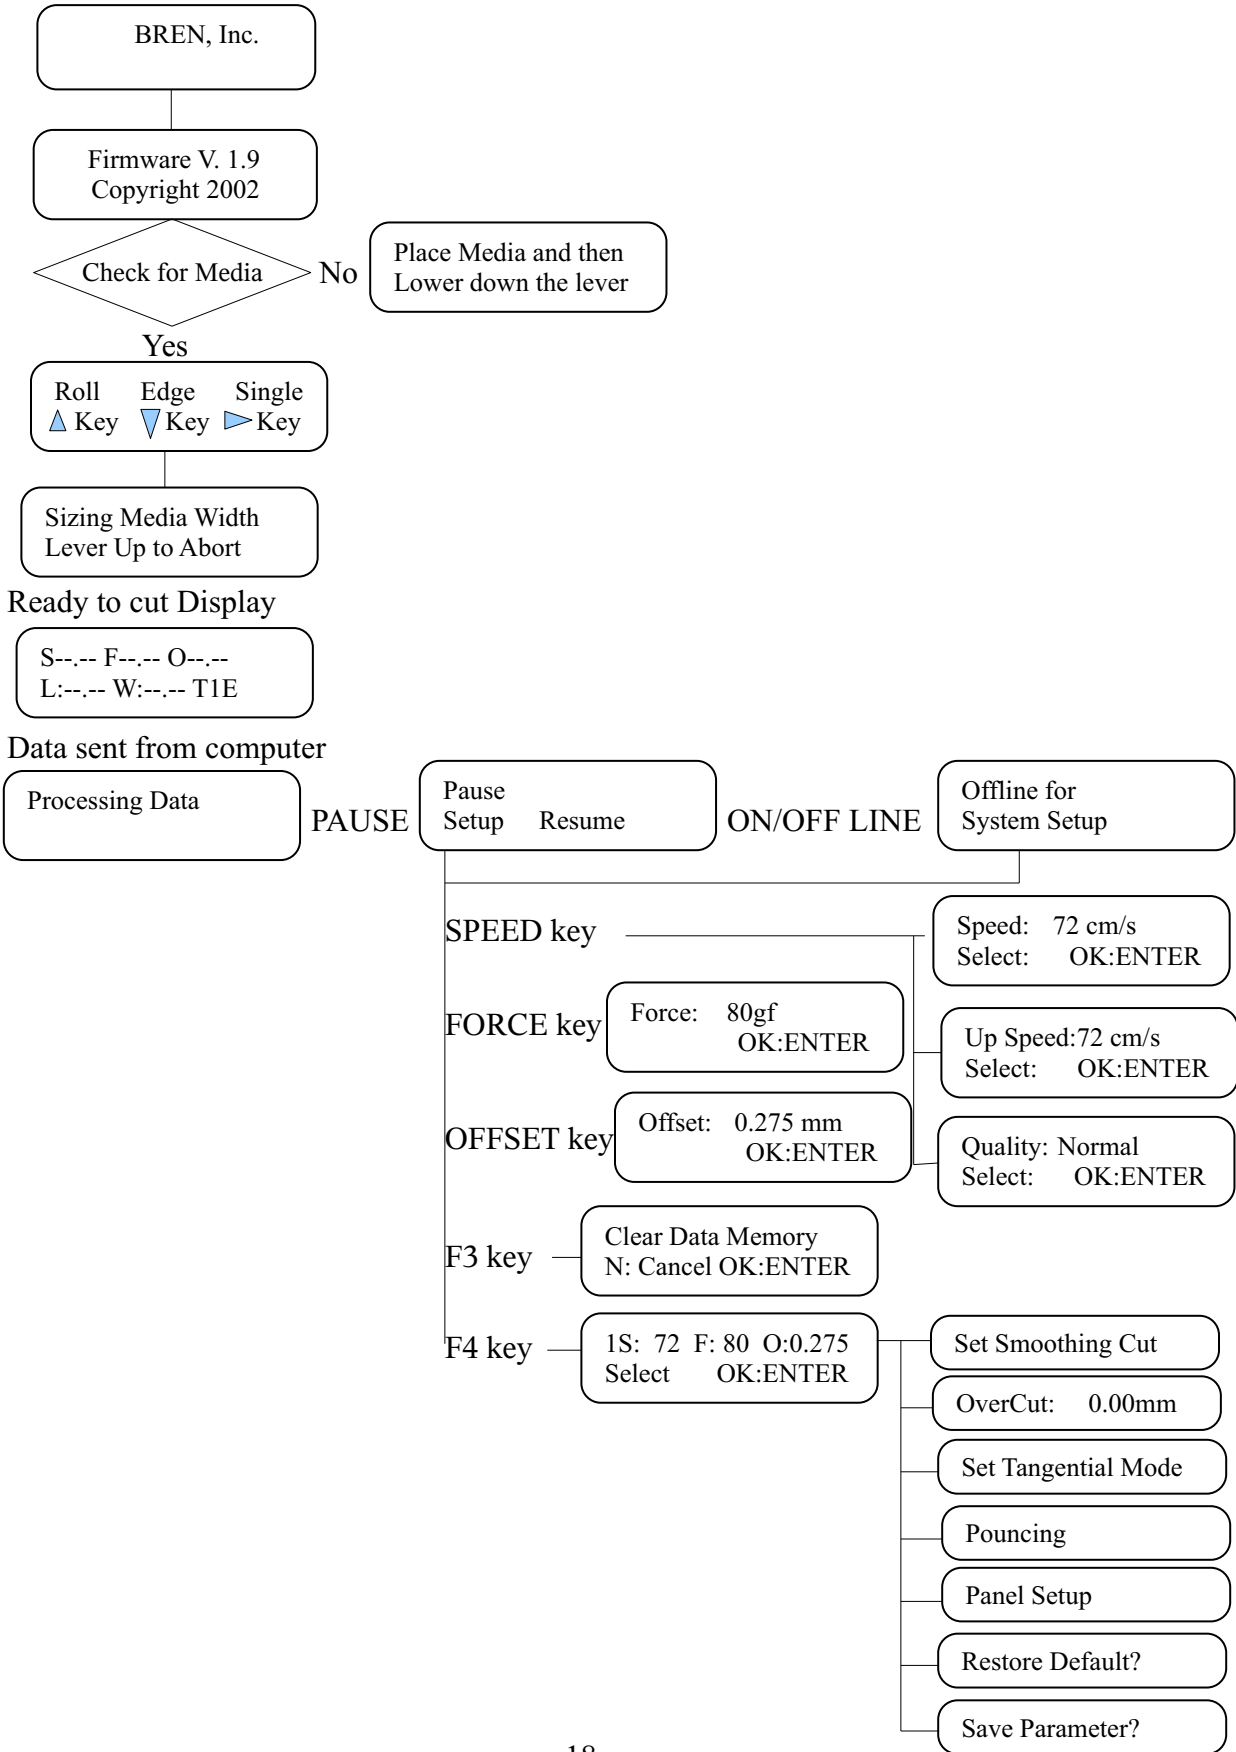 BREN, Inc.
Firmware V. 1.9
Copyright 2002
Check for Media
No
Place Media and then
Lower down the lever
Yes
Roll Edge Single
Key Key Key
Sizing Media Width
Lever Up to Abort
Ready to cut Display
S--.-- F--.-- O--.--
L:--.-- W:--.-- T1E
Data sent from computer
Processing Data
PAUSE
Pause
Setup Resume
ON/OFF LINE
Offline for
System Setup
SPEED key
Speed: 72 cm/s
Select: OK:ENTER
FORCE key
Force: 80gf
OK:ENTER
Up Speed:72 cm/s
Select: OK:ENTER
OFFSET key
Offset: 0.275 mm
OK:ENTER
Quality: Normal
Select: OK:ENTER
F3 key
Clear Data Memory
N: Cancel OK:ENTER
F4 key
1S: 72 F: 80 O:0.275
Select OK:ENTER
Set Smoothing Cut
OverCut: 0.00mm
Set Tangential Mode
Pouncing
Panel Setup
Restore Default?
Save Parameter?
18